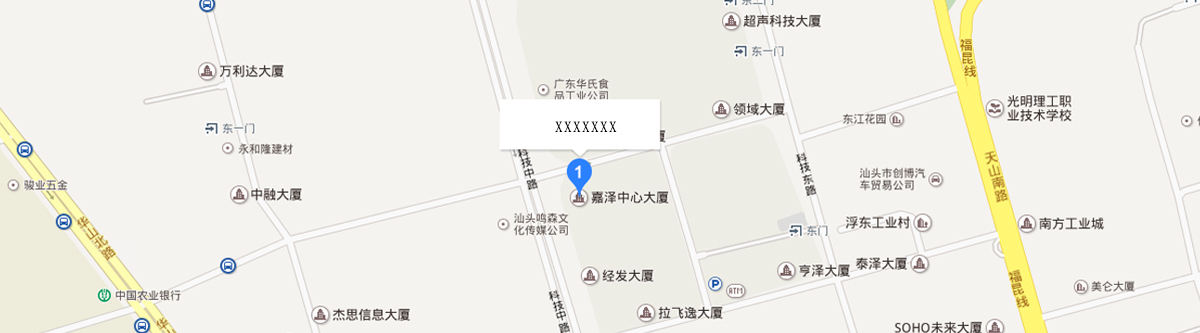 东二门
超声科技大厦
福昆线
东一门
万利达大厦
广东华氏食
品工业公司
光明理工职
业技术学校
领域大厦
东江花园
XXXXXXX
厦
东一门
永和隆建材
科技中路
科技东路
天山南路
汕头市创博汽
车贸易公司
骏业五金
中融大厦
1
嘉泽中心大厦
华山北路
汕头鸣森文
化传媒公司
东门
浮东工业村
南方工业城
泰泽大厦
亨泽大厦
经发大厦
P
ATM
福昆线
美仑大厦
中国农业银行
科技中路
杰思信息大厦
拉飞逸大厦
SOHO未来大厦